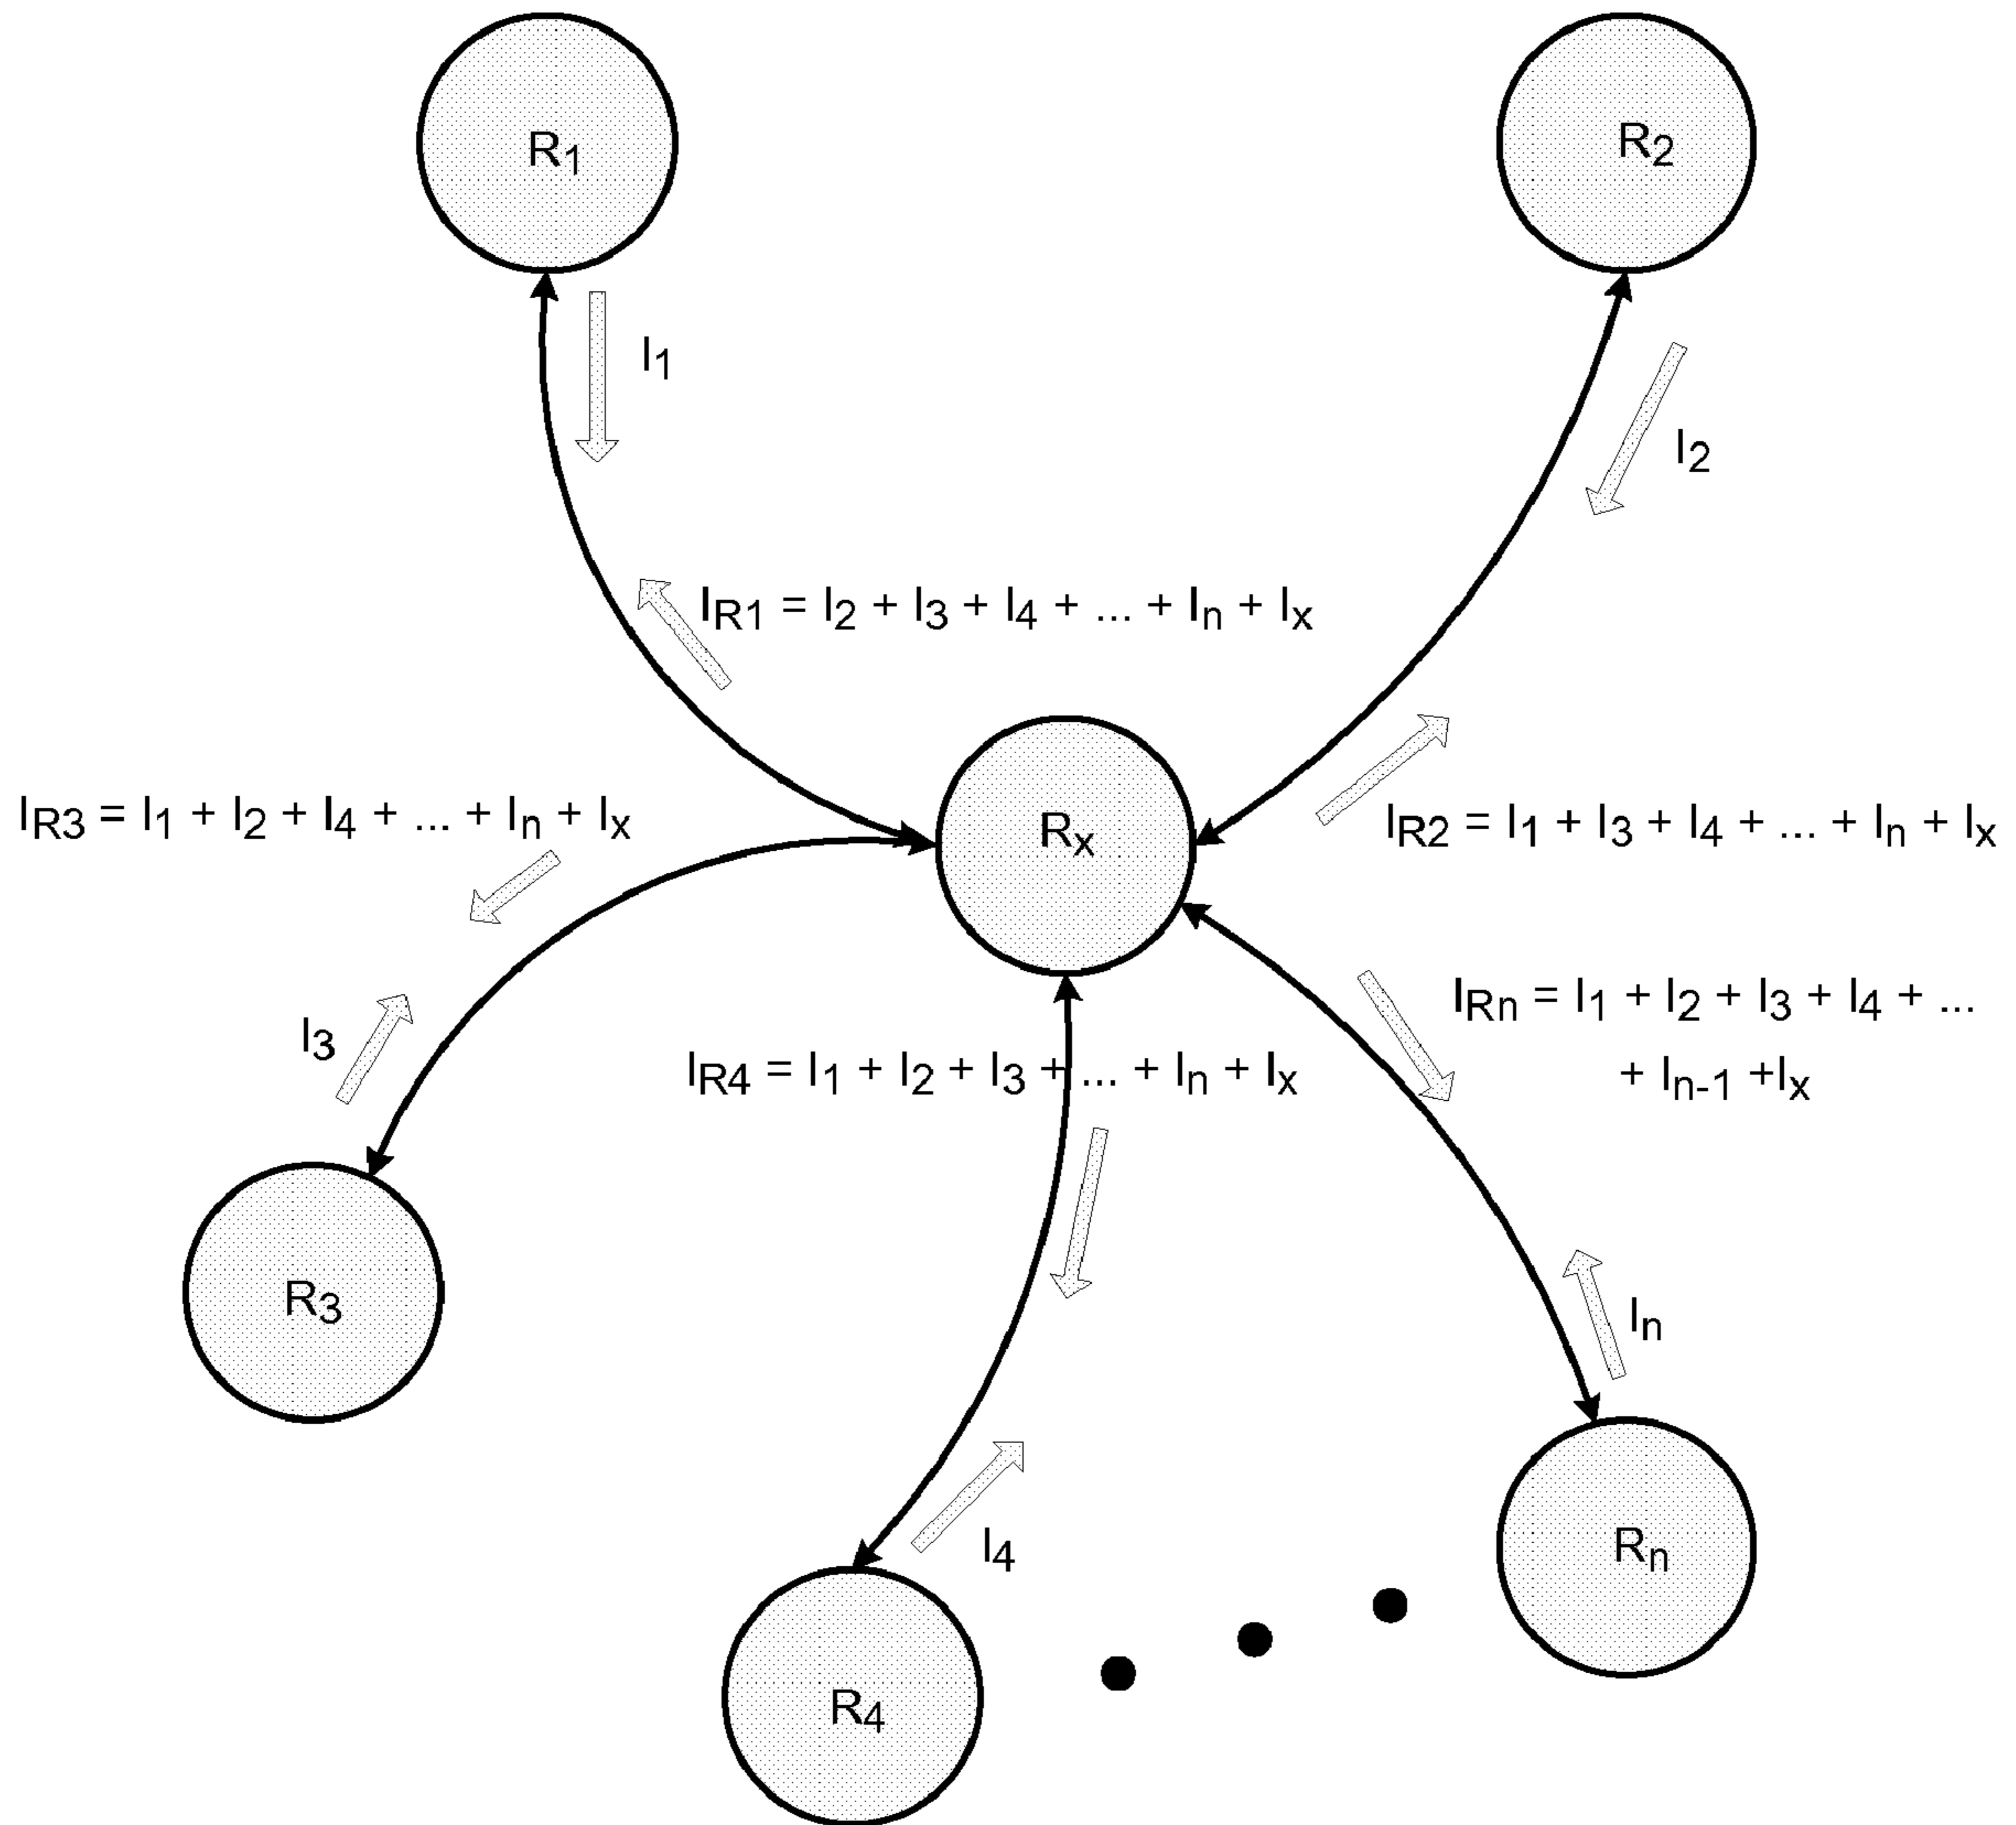 R1
R2
I1
I2
IR1 = I2 + I3 + I4 + ... + In + Ix
IR3 = I1 + I2 + I4 + ... + In + Ix
Rx
IR2 = I1 + I3 + I4 + ... + In + Ix
IRn = I1 + I2 + I3 + I4 + ...
+ In-1 +Ix
I3
IR4 = I1 + I2 + I3 + ... + In + Ix
R3
In
I4
Rn
R4